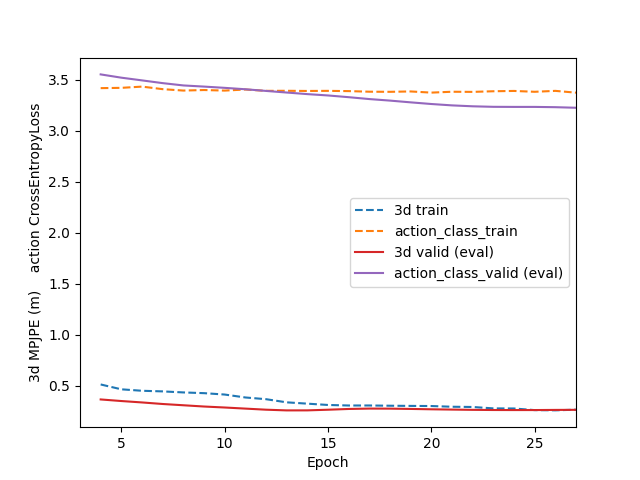 3d MPJPE (m)    action CrossEntropyLoss
3.5
3.0
2.5
2.0
1.5
1.0
0.5
3d train
action_class_train
3d valid (eval)
action_class_valid (eval)
5 10 15 20 25
Epoch